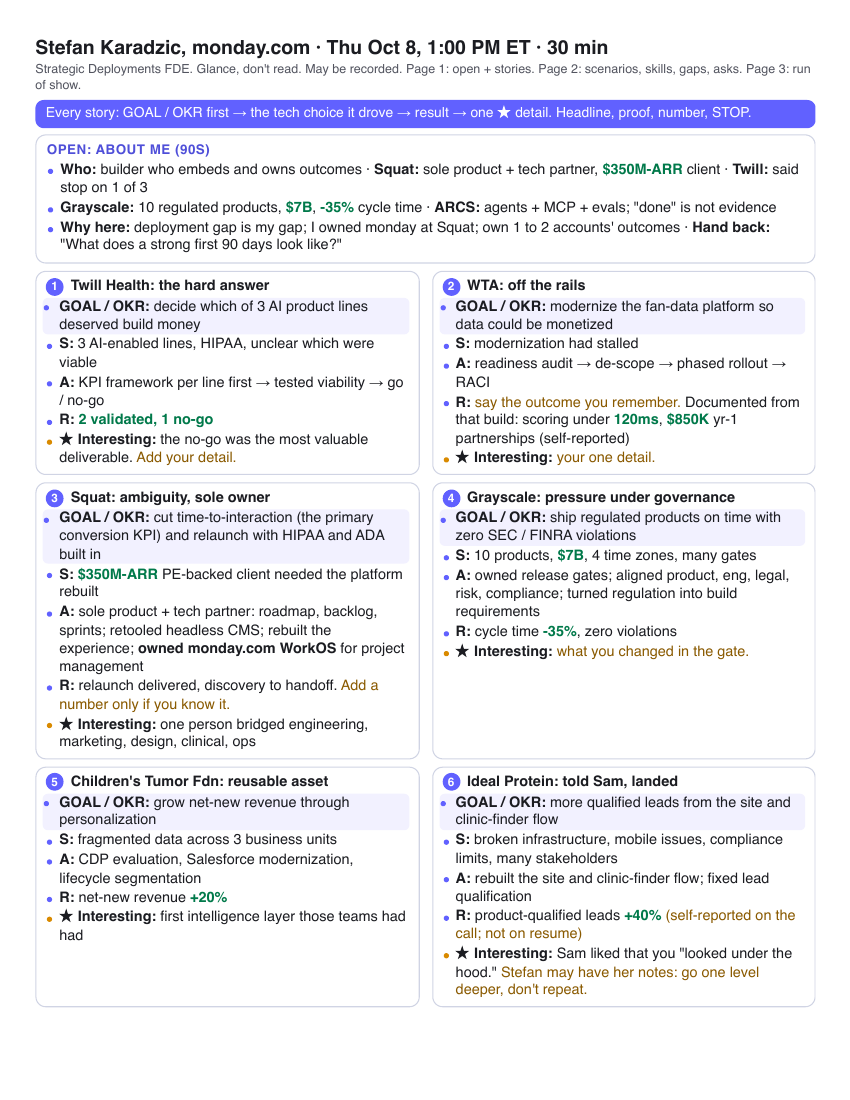 Stefan Karadzic, monday.com · Thu Oct 8, 1:00 PM ET · 30 min
Strategic Deployments FDE. Glance, don't read. May be recorded. Page 1: open + stories. Page 2: scenarios, skills, gaps, asks. Page 3: run
of show.
Every story: GOAL / OKR first → the tech choice it drove → result → one ★ detail. Headline, proof, number, STOP.
OPEN: ABOUT ME (90S)
• Who: builder who embeds and owns outcomes · Squat: sole product + tech partner, $350M-ARR client · Twill: said
stop on 1 of 3
• Grayscale: 10 regulated products, $7B, -35% cycle time · ARCS: agents + MCP + evals; "done" is not evidence
• Why here: deployment gap is my gap; I owned monday at Squat; own 1 to 2 accounts' outcomes · Hand back:
"What does a strong first 90 days look like?"
1 Twill Health: the hard answer
• GOAL / OKR: decide which of 3 AI product lines
deserved build money
• S: 3 AI-enabled lines, HIPAA, unclear which were
viable
• A: KPI framework per line first → tested viability → go
/ no-go
• R: 2 validated, 1 no-go
• ★ Interesting: the no-go was the most valuable
deliverable. Add your detail.
2 WTA: off the rails
• GOAL / OKR: modernize the fan-data platform so
data could be monetized
• S: modernization had stalled
• A: readiness audit → de-scope → phased rollout →
RACI
• R: say the outcome you remember. Documented from
that build: scoring under 120ms, $850K yr-1
partnerships (self-reported)
• ★ Interesting: your one detail.
3 Squat: ambiguity, sole owner
• GOAL / OKR: cut time-to-interaction (the primary
conversion KPI) and relaunch with HIPAA and ADA
built in
• S: $350M-ARR PE-backed client needed the platform
rebuilt
• A: sole product + tech partner: roadmap, backlog,
sprints; retooled headless CMS; rebuilt the
experience; owned monday.com WorkOS for project
management
• R: relaunch delivered, discovery to handoff. Add a
number only if you know it.
• ★ Interesting: one person bridged engineering,
marketing, design, clinical, ops
4 Grayscale: pressure under governance
• GOAL / OKR: ship regulated products on time with
zero SEC / FINRA violations
• S: 10 products, $7B, 4 time zones, many gates
• A: owned release gates; aligned product, eng, legal,
risk, compliance; turned regulation into build
requirements
• R: cycle time -35%, zero violations
• ★ Interesting: what you changed in the gate.
5 Children's Tumor Fdn: reusable asset
• GOAL / OKR: grow net-new revenue through
personalization
• S: fragmented data across 3 business units
• A: CDP evaluation, Salesforce modernization,
lifecycle segmentation
• R: net-new revenue +20%
• ★ Interesting: first intelligence layer those teams had
had
6 Ideal Protein: told Sam, landed
• GOAL / OKR: more qualified leads from the site and
clinic-finder flow
• S: broken infrastructure, mobile issues, compliance
limits, many stakeholders
• A: rebuilt the site and clinic-finder flow; fixed lead
qualification
• R: product-qualified leads +40% (self-reported on the
call; not on resume)
• ★ Interesting: Sam liked that you "looked under the
hood." Stefan may have her notes: go one level
deeper, don't repeat.